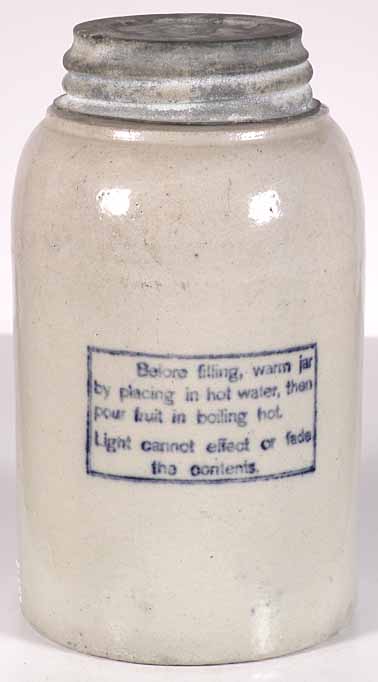 Before filling, warm jar
by placing in hot water, then
pour fruit in boiling hot.
Light cannot effect or fade
the contents.